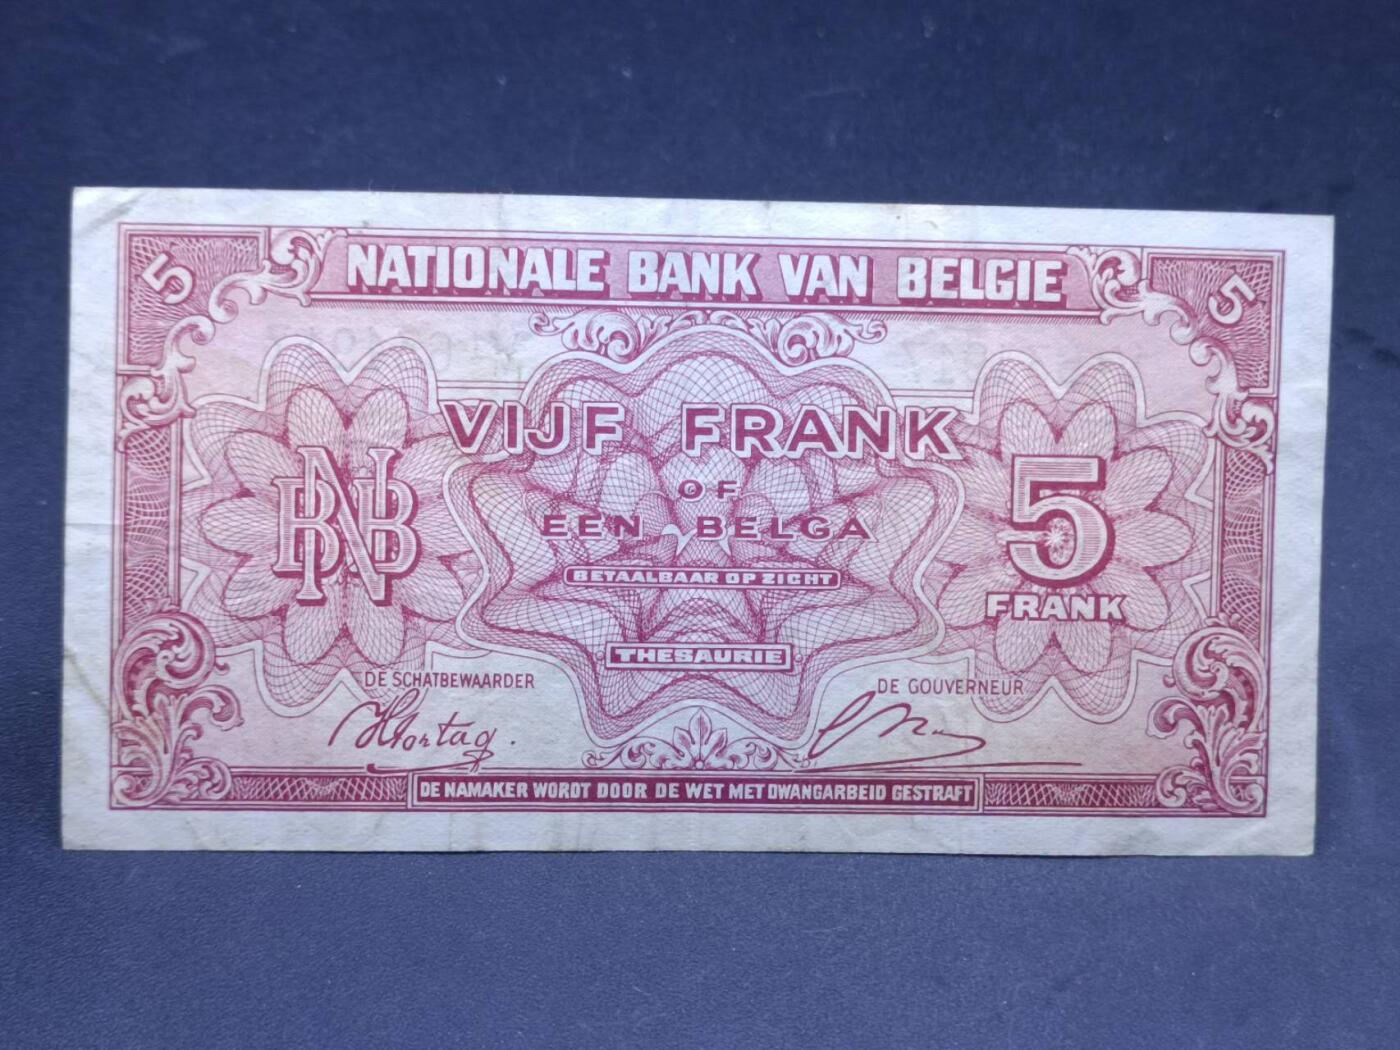 5
NATIONALE BANK VAN BELGIE
5
VIJF FRANK
OF
EEN BELGA
BETAALBAAR OP ZICHT
THESAURIE
BNB
5
FRANK
DE SCHATBEWAARDER
DE GOUVERNEUR
DE NAMAKER WORDT DOOR DE WET MET DWANGARBEID GESTRAFT